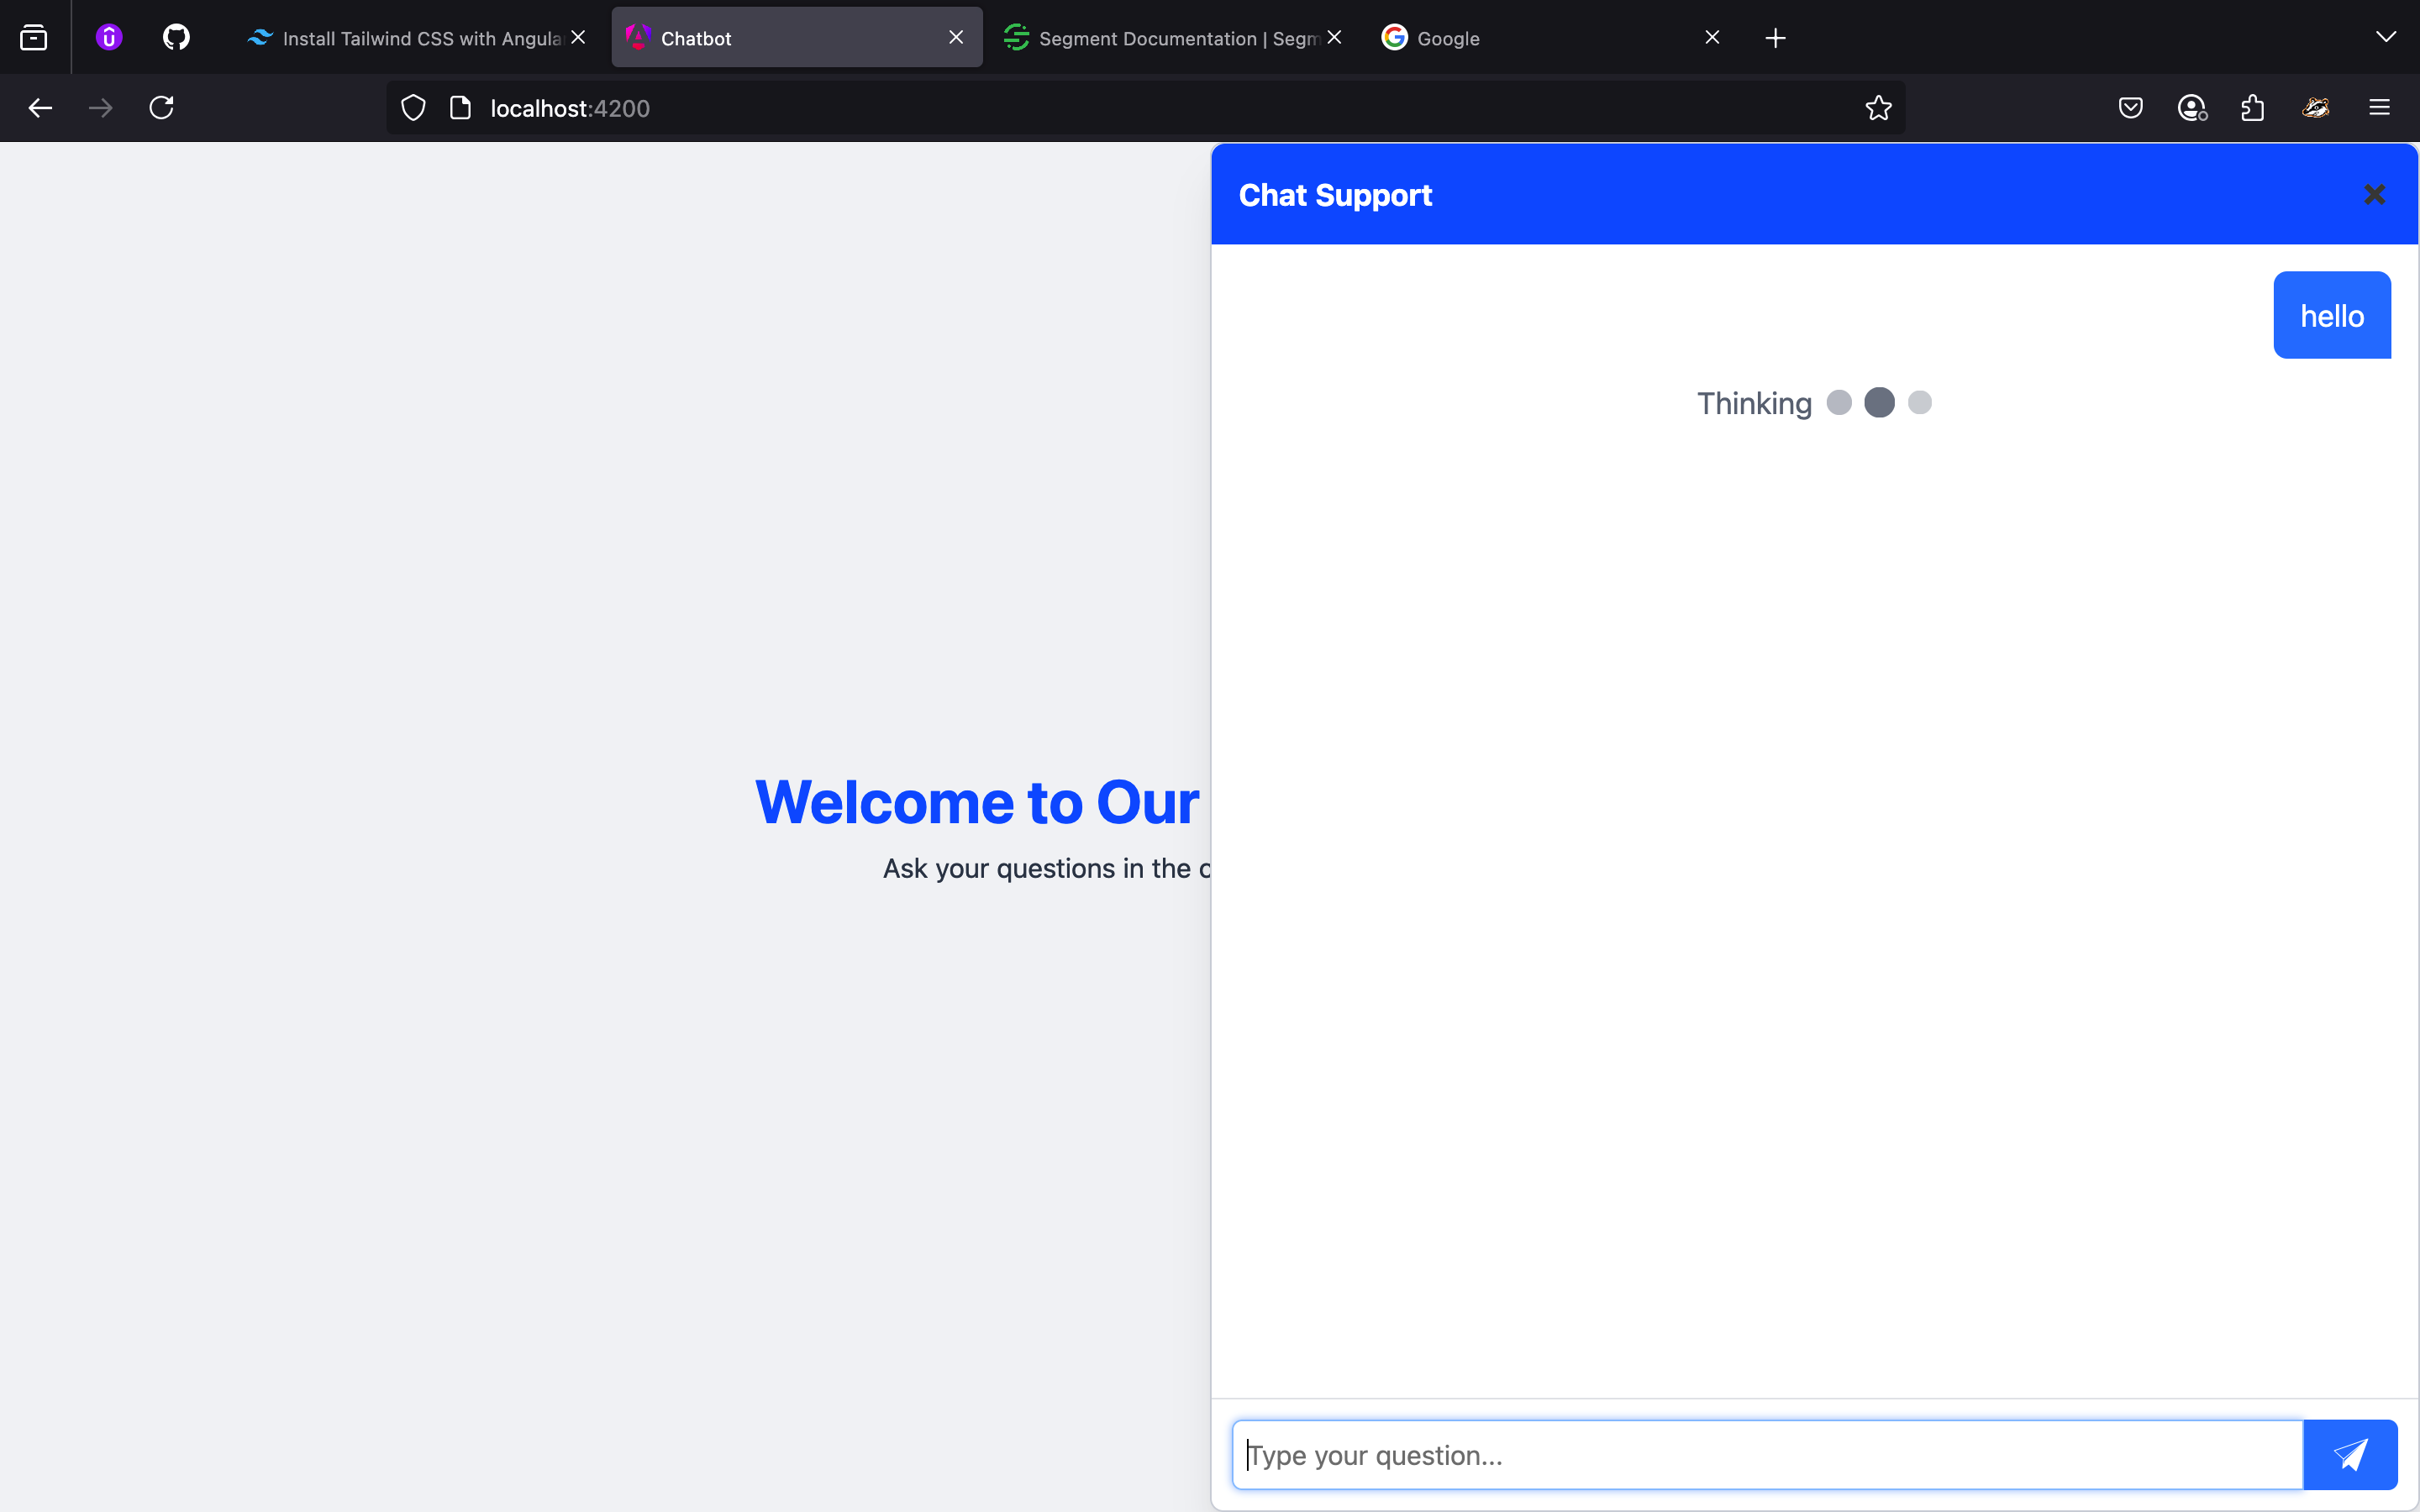 Install Tailwind CSS with Angula
Chatbot
Segment Documentation | Segm
Google
localhost:4200
Chat Support
hello
Thinking
Welcome to Our
Ask your questions in the c
Type your question...